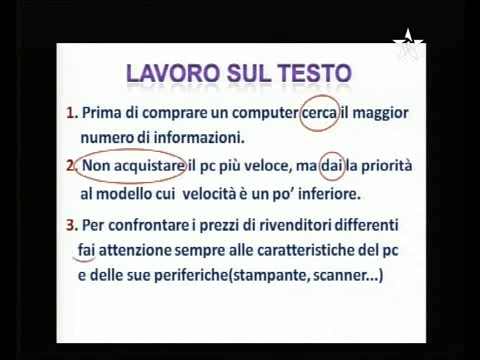 LAVORO SUL TESTO
1. Prima di comprare un computer cerca il maggior
numero di informazioni.
2. Non acquistare il pc più veloce, ma dai la priorità
al modello cui velocità è un po' inferiore.
3. Per confrontare i prezzi di rivenditori differenti
fai attenzione sempre alle caratteristiche del pc
e delle sue periferiche(stampante, scanner...)